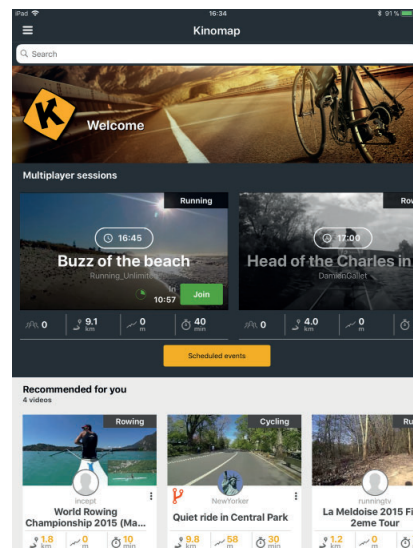 iPad 16:34 91%
Kinomap
Search
Welcome
Multiplayer sessions
Running
16:45
Buzz of the beach
Running_Unlimite
In
10:57 Join
0 9.1 km 0 m 40 min
Ro
17:00
Head of the Charles in
DamienGallet
0 4.0 km 0 m
Scheduled events
Recommended for you
4 videos
Rowing
incept
World Rowing
Championship 2015 (Ma...
1.8 km 0 m 10 min
Cycling
NewYorker
Quiet ride in Central Park
9.8 km 58 m 30 min
Ru
runningtv
La Meldoise 2015 Fi
2eme Tour
1.2 km 0 m